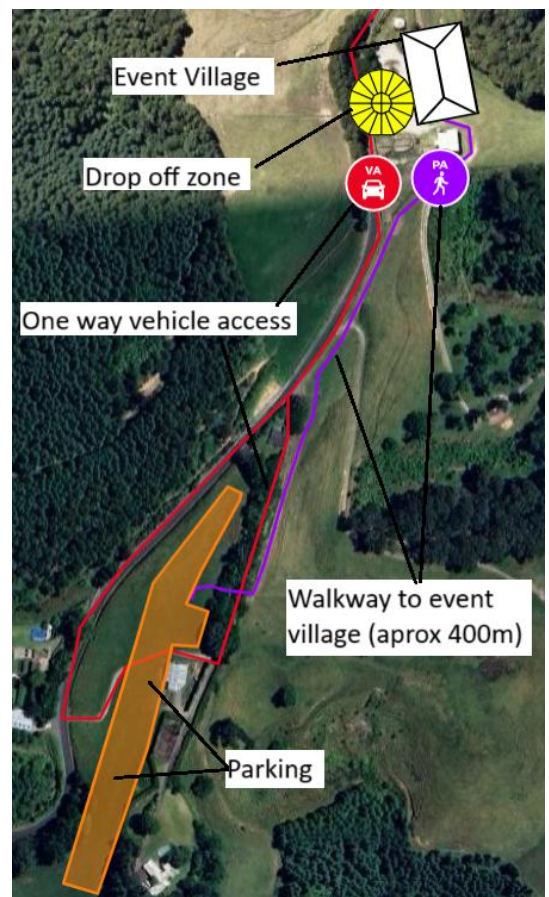 Event Village
Drop off zone
VA
PA
One way vehicle access
Walkway to event
village (aprox 400m)
Parking